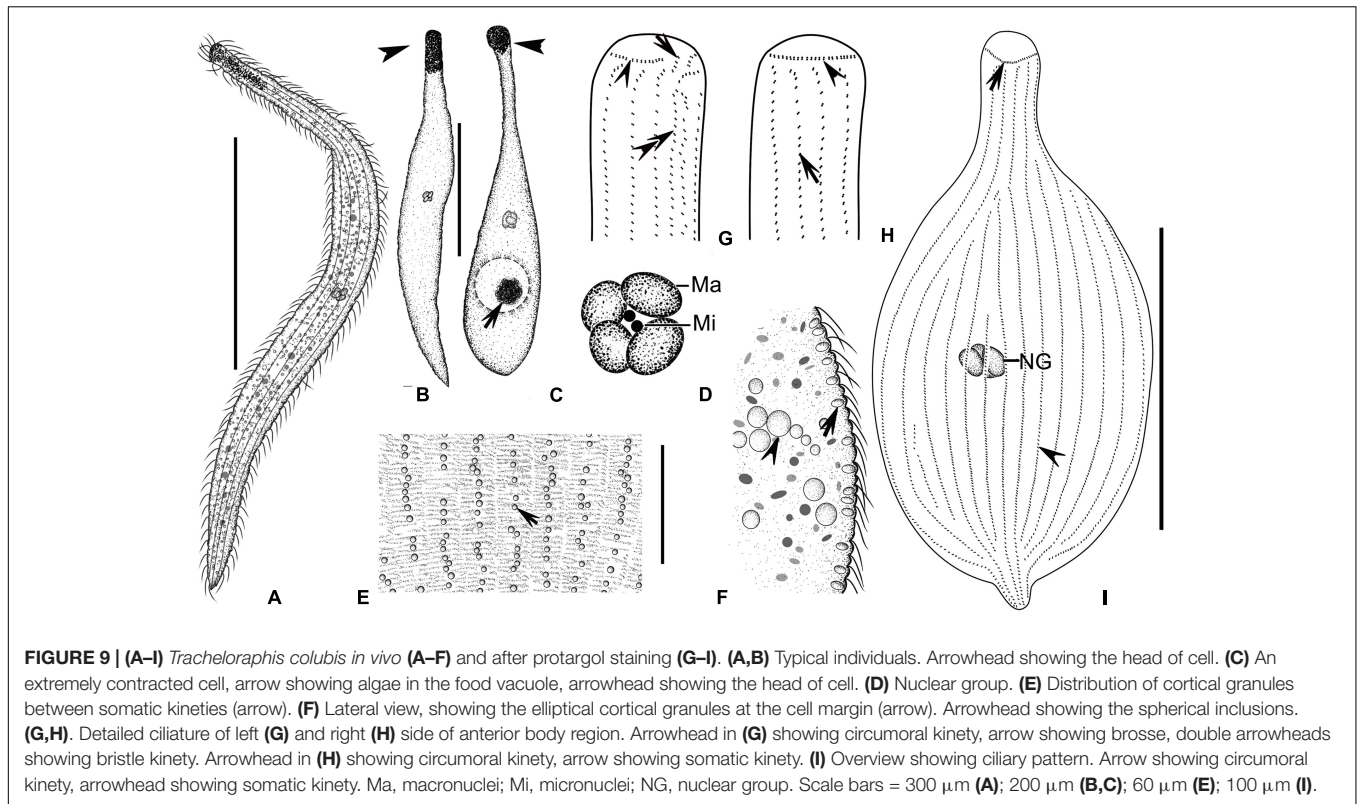 G
H
Ma
Mi
NG
B
C
D
A
E
F
I
FIGURE 9 | (A–I) Tracheloraphis colubis in vivo (A–F) and after protargol staining (G–I). (A,B) Typical individuals. Arrowhead showing the head of cell. (C) An
extremely contracted cell, arrow showing algae in the food vacuole, arrowhead showing the head of cell. (D) Nuclear group. (E) Distribution of cortical granules
between somatic kineties (arrow). (F) Lateral view, showing the elliptical cortical granules at the cell margin (arrow). Arrowhead showing the spherical inclusions.
(G,H). Detailed ciliature of left (G) and right (H) side of anterior body region. Arrowhead in (G) showing circumoral kinety, arrow showing brosse, double arrowheads
showing bristle kinety. Arrowhead in (H) showing circumoral kinety, arrow showing somatic kinety. (I) Overview showing ciliary pattern. Arrow showing circumoral
kinety, arrowhead showing somatic kinety. Ma, macronuclei; Mi, micronuclei; NG, nuclear group. Scale bars = 300 μm (A); 200 μm (B,C); 60 μm (E); 100 μm (I).